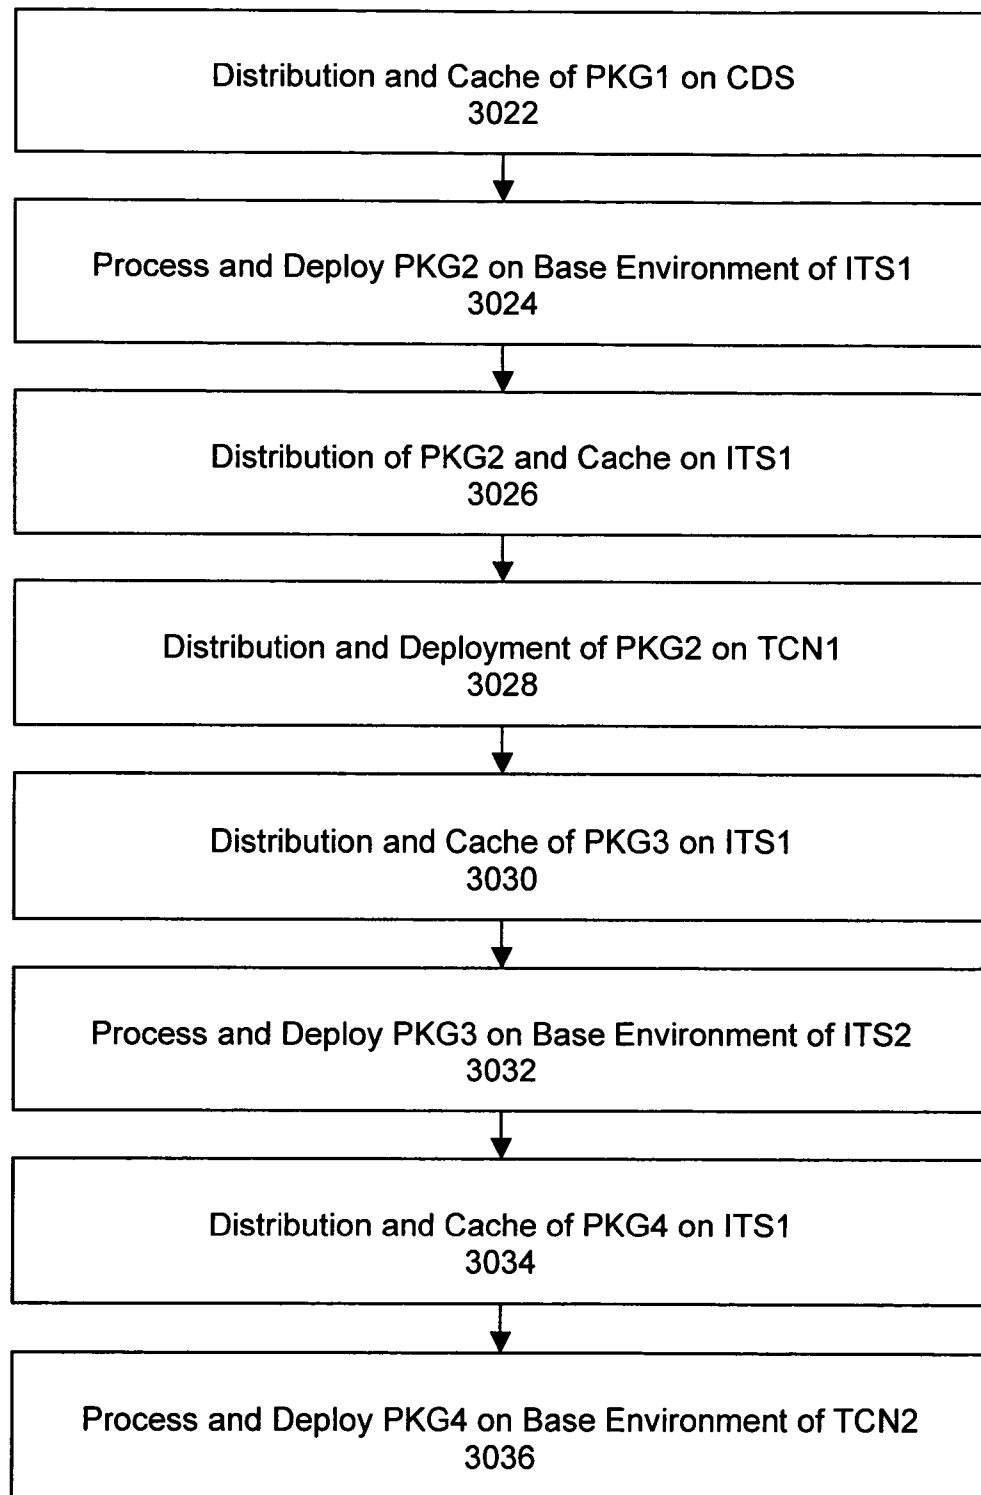 Distribution and Cache of PKG1 on CDS
3022
Process and Deploy PKG2 on Base Environment of ITS1
3024
Distribution of PKG2 and Cache on ITS1
3026
Distribution and Deployment of PKG2 on TCN1
3028
Distribution and Cache of PKG3 on ITS1
3030
Process and Deploy PKG3 on Base Environment of ITS2
3032
Distribution and Cache of PKG4 on ITS1
3034
Process and Deploy PKG4 on Base Environment of TCN2
3036